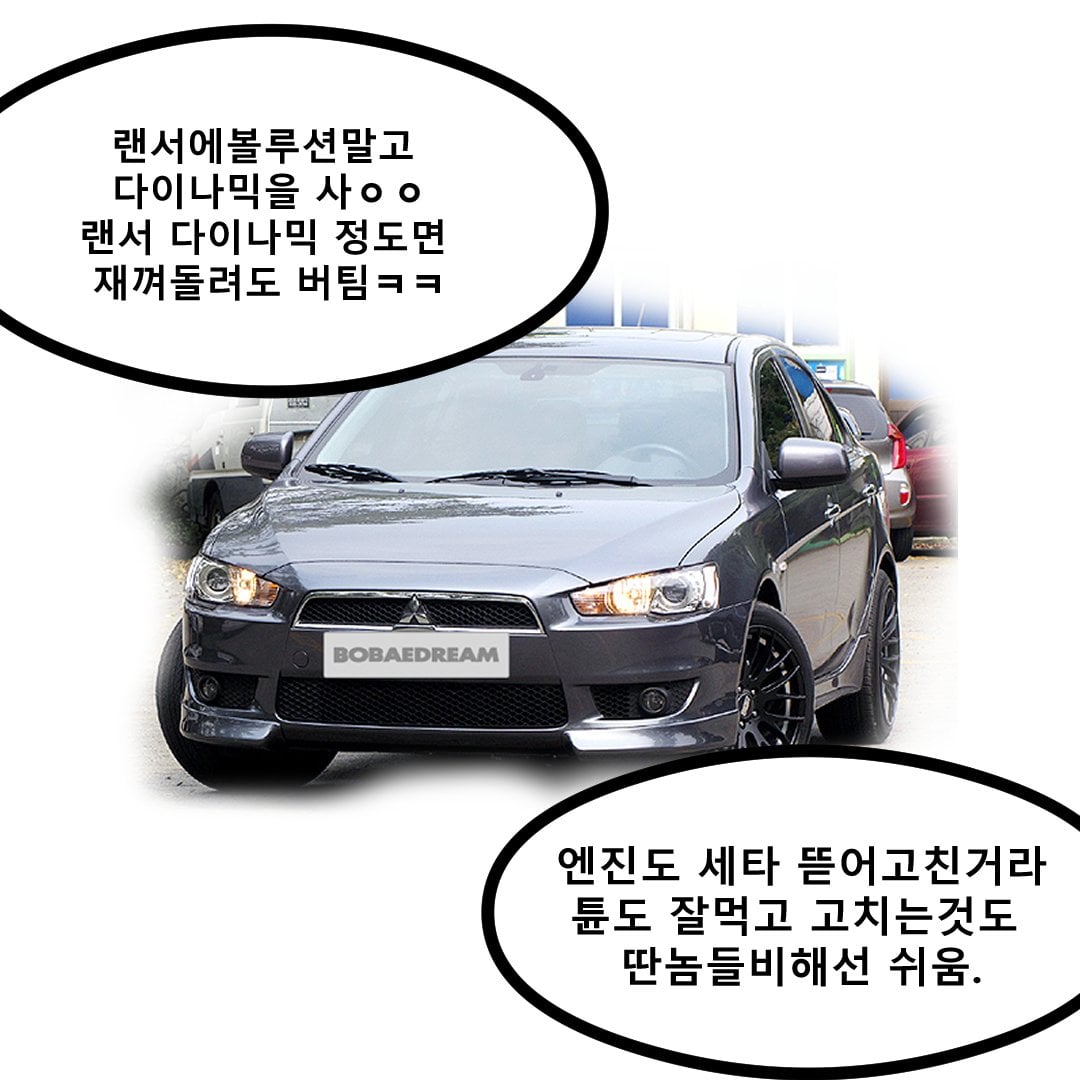 랜서에볼루션말고
다이나믹을 사ㅇㅇ
랜서 다이나믹 정도면
재껴돌려도 버팀ㅋㅋ
BOBAEDREAM
엔진도 세타 뜯어고친거라
튠도 잘먹고 고치는것도
딴놈들비해선 쉬움.